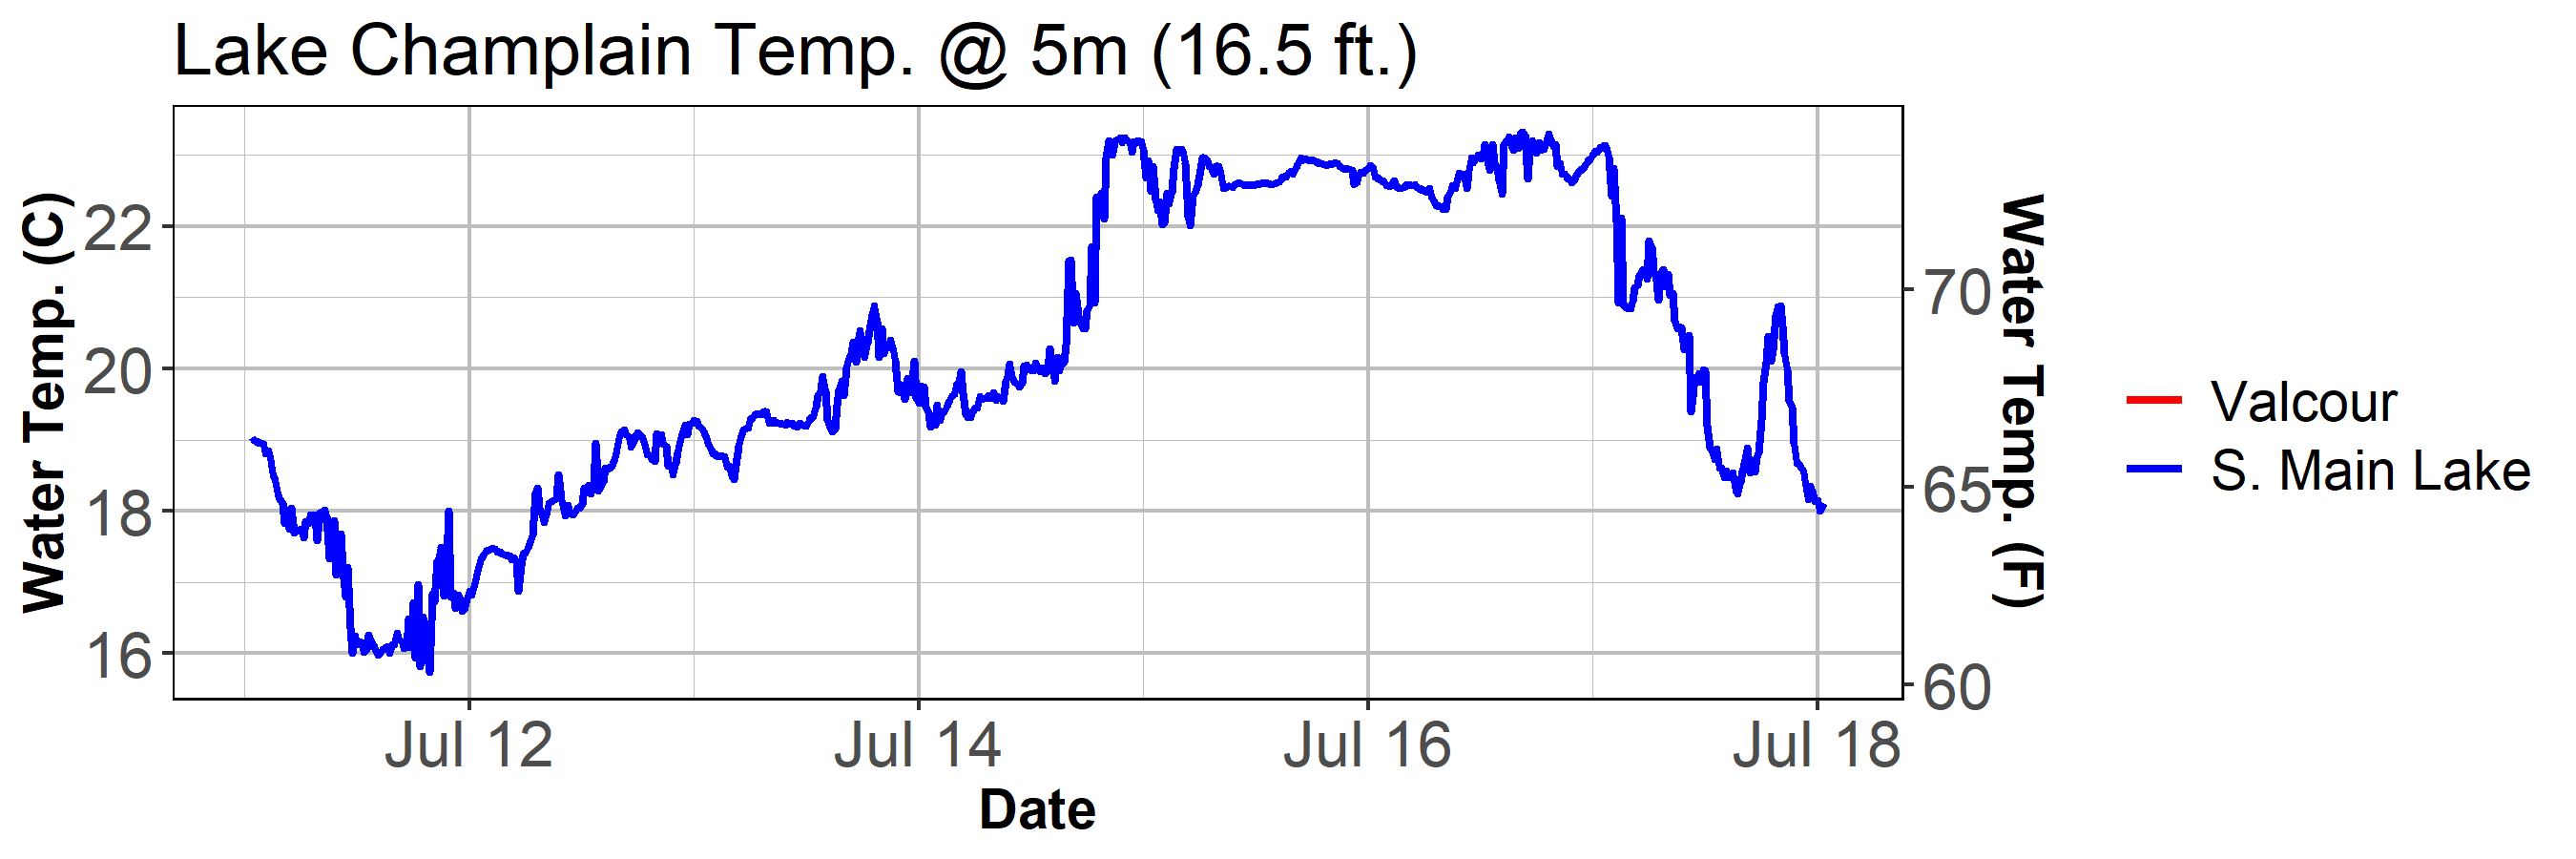 Lake Champlain Temp. @ 5m (16.5 ft.)
Water Temp. (C)
22
20
18
16
70
65
60
Water Temp. (F)
Jul 12
Jul 14
Jul 16
Jul 18
Date
Valcour
S. Main Lake